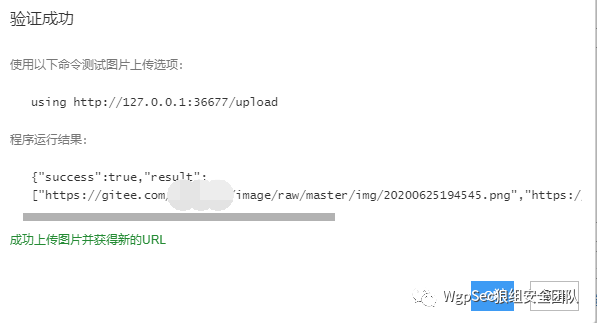 验证成功
使用以下命令测试图片上传选项:
using http://127.0.0.1:36677/upload
程序运行结果:
{"success":true,"result":
["https://gitee.com/ /image/raw/master/img/20200625194545.png","https:/
成功上传图片并获得新的URL
WgpSec狼组安全团队